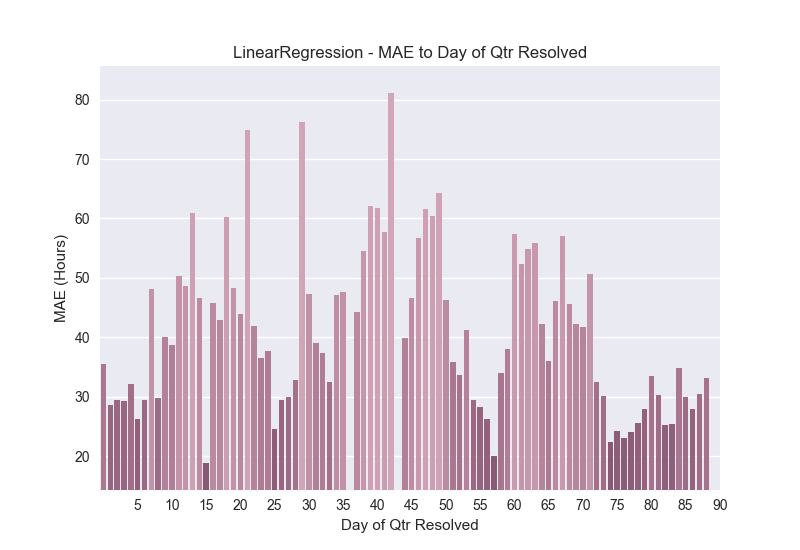 LinearRegression - MAE to Day of Qtr Resolved
80
70
60
50
40
30
20
MAE (Hours)
5 10 15 20 25 30 35 40 45 50 55 60 65 70 75 80 85 90
Day of Qtr Resolved